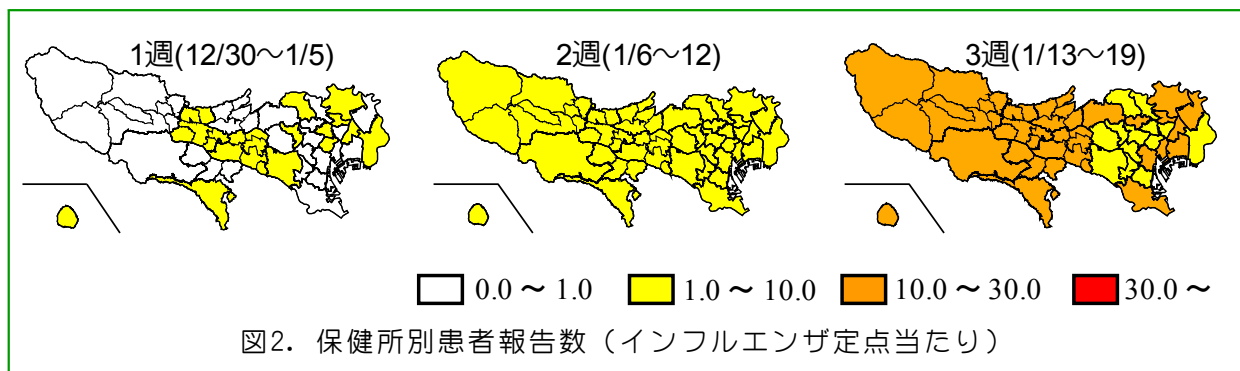 1週(12/30～1/5) 2週(1/6～12) 3週(1/13～19)
0.0 ～ 1.0 1.0 ～ 10.0 10.0 ～ 30.0 30.0 ～
図2. 保健所別患者報告数（インフルエンザ定点当たり）